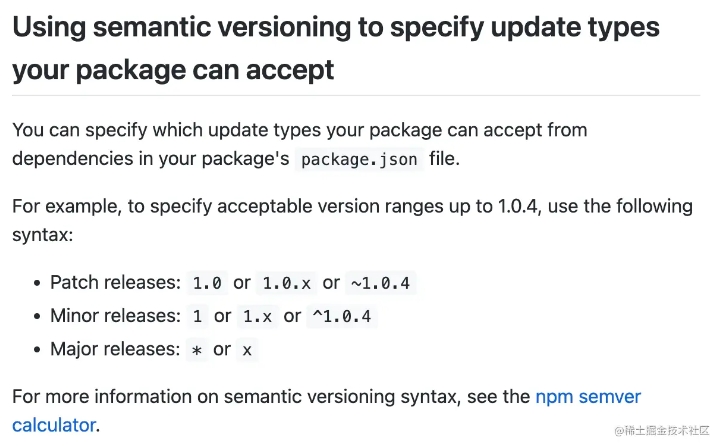 Using semantic versioning to specify update types
your package can accept
You can specify which update types your package can accept from
dependencies in your package's package.json file.
For example, to specify acceptable version ranges up to 1.0.4, use the following
syntax:
• Patch releases: 1.0 or 1.0.x or ~1.0.4
• Minor releases: 1 or 1.x or ^1.0.4
• Major releases: * or x
For more information on semantic versioning syntax, see the npm semver
calculator.
@稀土掘金技术社区